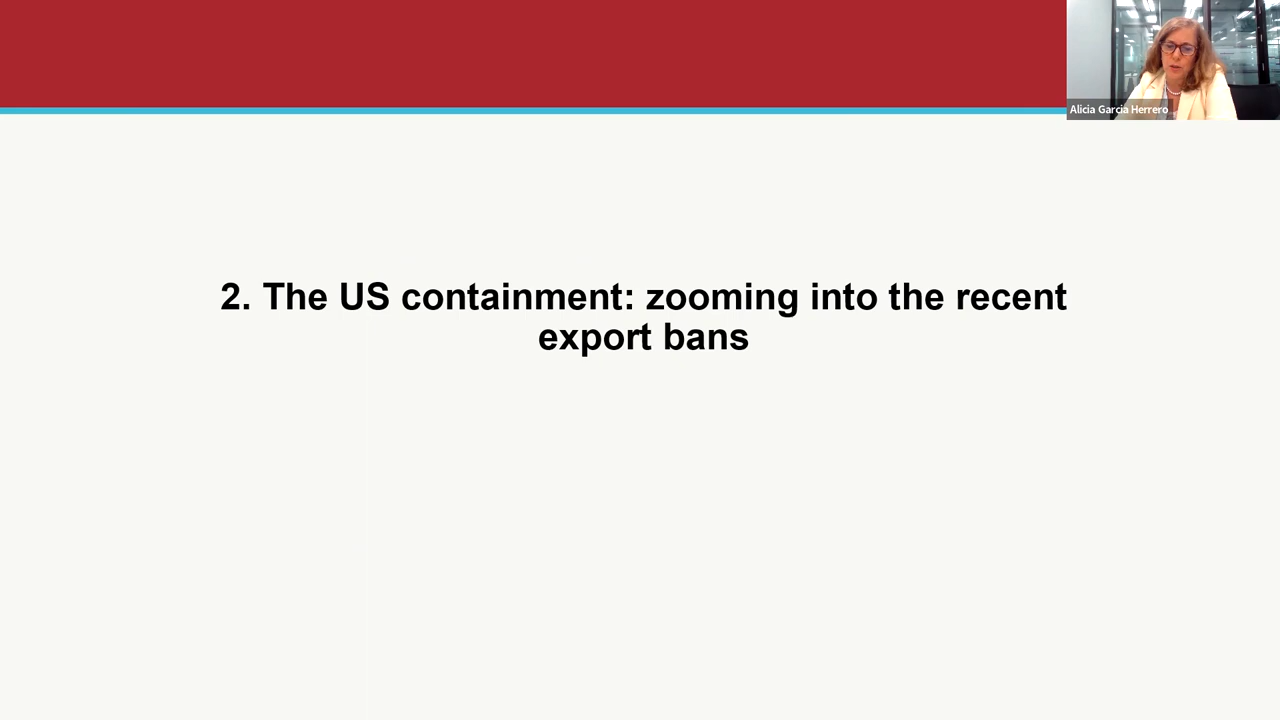 Alicia Garcia Herrero
2. The US containment: zooming into the recent
export bans